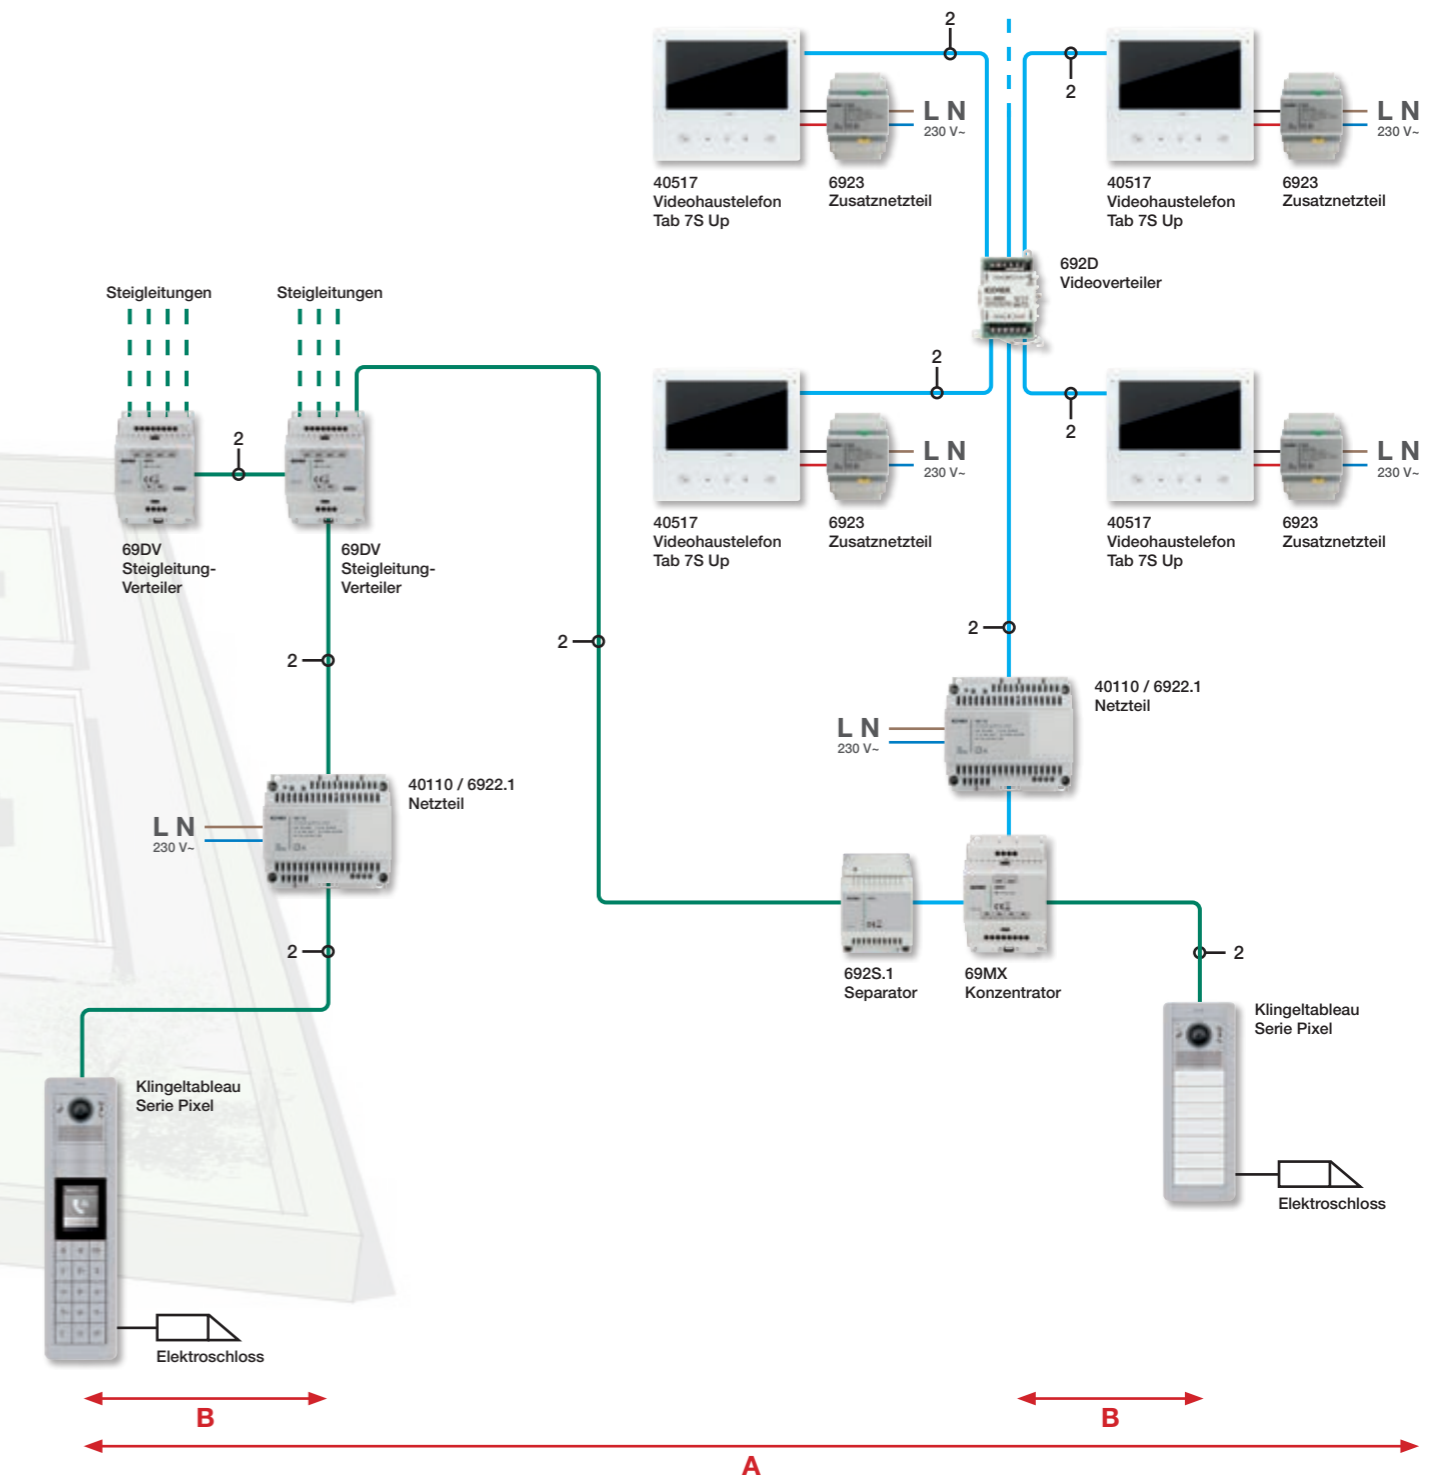 2
2
L N
230 V~
L N
230 V~
40517
Videohaustelefon
Tab 7S Up
6923
Zusatznetzteil
40517
Videohaustelefon
Tab 7S Up
6923
Zusatznetzteil
692D
Videoverteiler
Steigleitungen
Steigleitungen
2
2
2
L N
230 V~
L N
230 V~
69DV
Steigleitung-
Verteiler
69DV
Steigleitung-
Verteiler
40517
Videohaustelefon
Tab 7S Up
6923
Zusatznetzteil
40517
Videohaustelefon
Tab 7S Up
6923
Zusatznetzteil
2
2
2
40110 / 6922.1
Netzteil
L N
230 V~
40110 / 6922.1
Netzteil
L N
230 V~
2
2
692S.1
Separator
69MX
Konzentrator
Klingeltableau
Serie Pixel
Klingeltableau
Serie Pixel
Elektroschloss
Elektroschloss
B
B
A